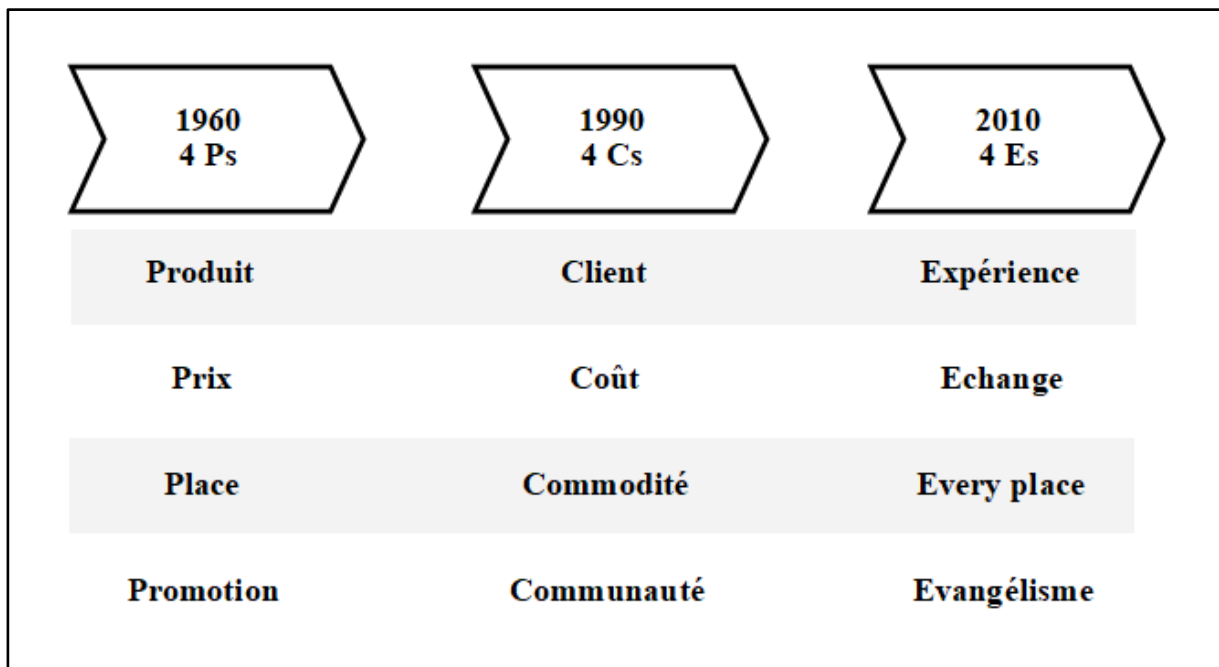 1960
4 Ps
1990
4 Cs
2010
4 Es
Produit Client Expérience
Prix Coût Echange
Place Commodité Every place
Promotion Communauté Evangélisme